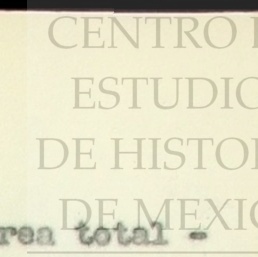 CENTRO
ESTUDIO
DE HISTO
DE MEXIC
rea total -